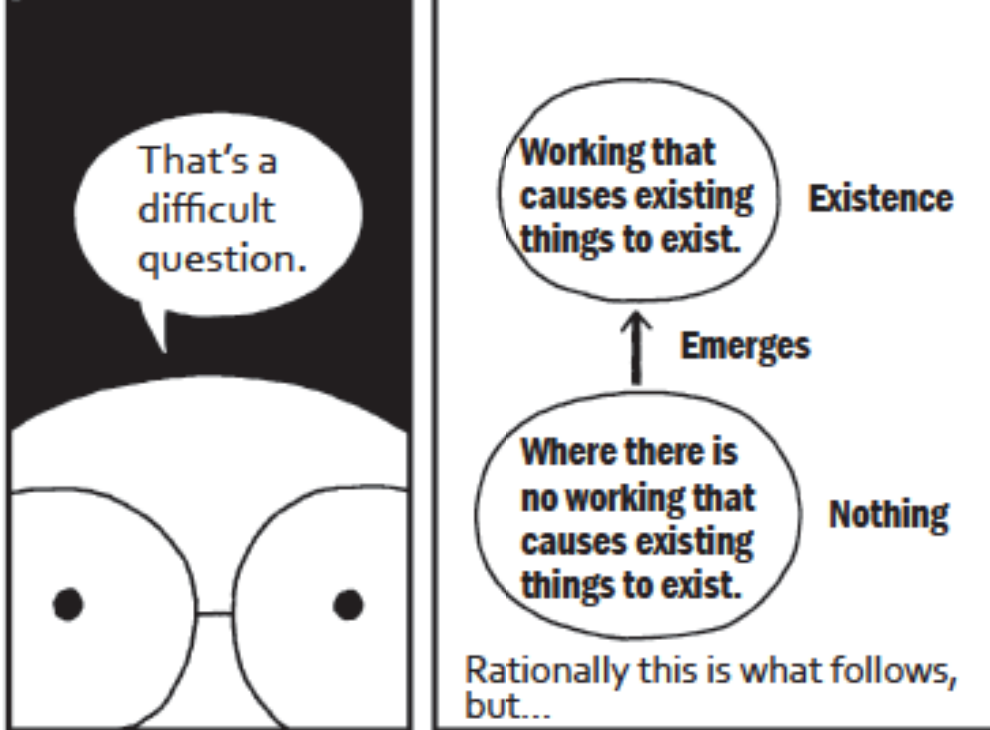 That's a
difficult
question.
Working that
causes existing
things to exist.
Existence
Emerges
Where there is
no working that
causes existing
things to exist.
Nothing
Rationally this is what follows,
but...